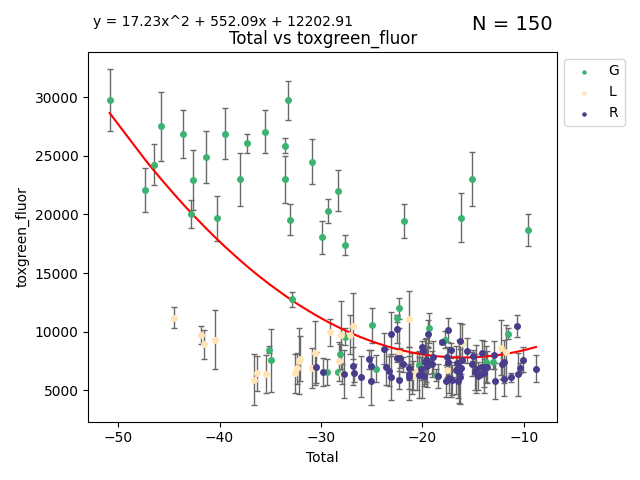 y = 17.23x^2 + 552.09x + 12202.91
N = 150
Total vs toxgreen_fluor
G
L
R
toxgreen_fluor
30000
25000
20000
15000
10000
5000
−50
−40
−30
−20
−10
Total